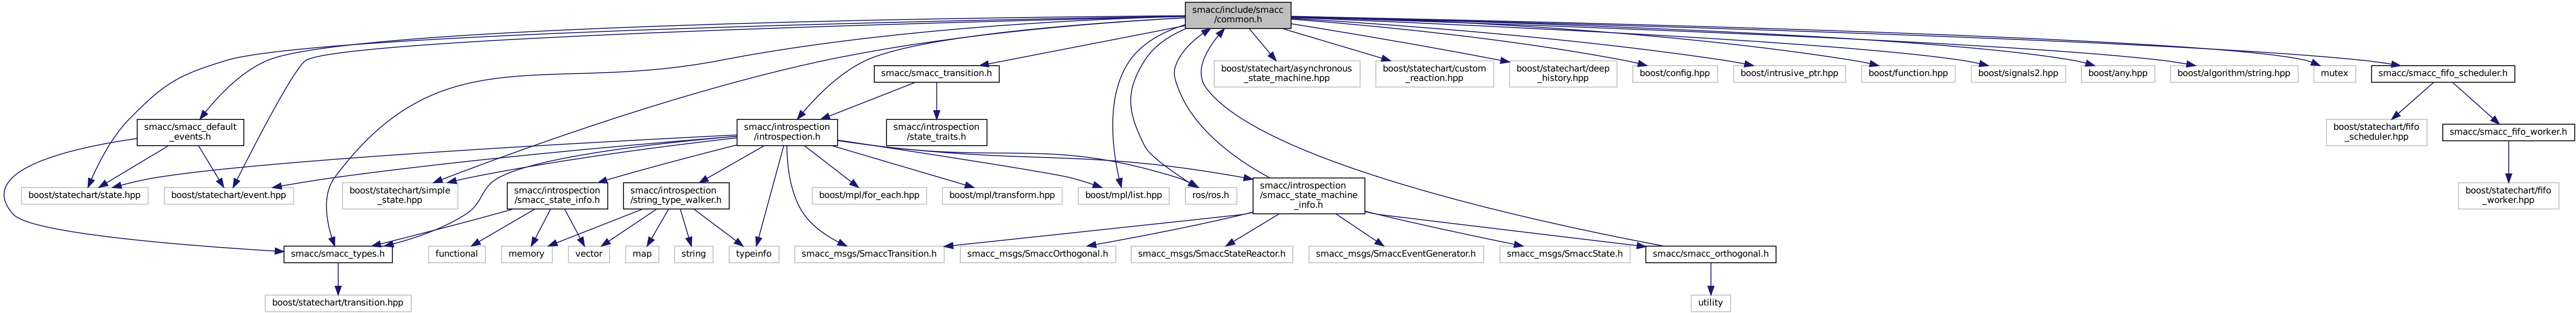 smacc/include/smacc
/common.h
smacc/smacc_transition.h
boost/statechart/asynchronous
_state_machine.hpp
boost/statechart/custom
_reaction.hpp
boost/statechart/deep
_history.hpp
boost/config.hpp
boost/intrusive_ptr.hpp
boost/function.hpp
boost/signals2.hpp
boost/any.hpp
boost/algorithm/string.hpp
mutex
smacc/smacc_fifo_scheduler.h
smacc/smacc_default
_events.h
smacc/introspection
/introspection.h
smacc/introspection
/state_traits.h
boost/statechart/fifo
_scheduler.hpp
smacc/smacc_fifo_worker.h
boost/statechart/state.hpp
boost/statechart/event.hpp
boost/statechart/simple
_state.hpp
smacc/introspection
/smacc_state_info.h
smacc/introspection
/string_type_walker.h
boost/mpl/for_each.hpp
boost/mpl/transform.hpp
boost/mpl/list.hpp
ros/ros.h
smacc/introspection
/smacc_state_machine
_info.h
boost/statechart/fifo
_worker.hpp
smacc/smacc_types.h
functional
memory
vector
map
string
typeinfo
smacc_msgs/SmaccTransition.h
smacc_msgs/SmaccOrthogonal.h
smacc_msgs/SmaccStateReactor.h
smacc_msgs/SmaccEventGenerator.h
smacc_msgs/SmaccState.h
smacc/smacc_orthogonal.h
boost/statechart/transition.hpp
utility